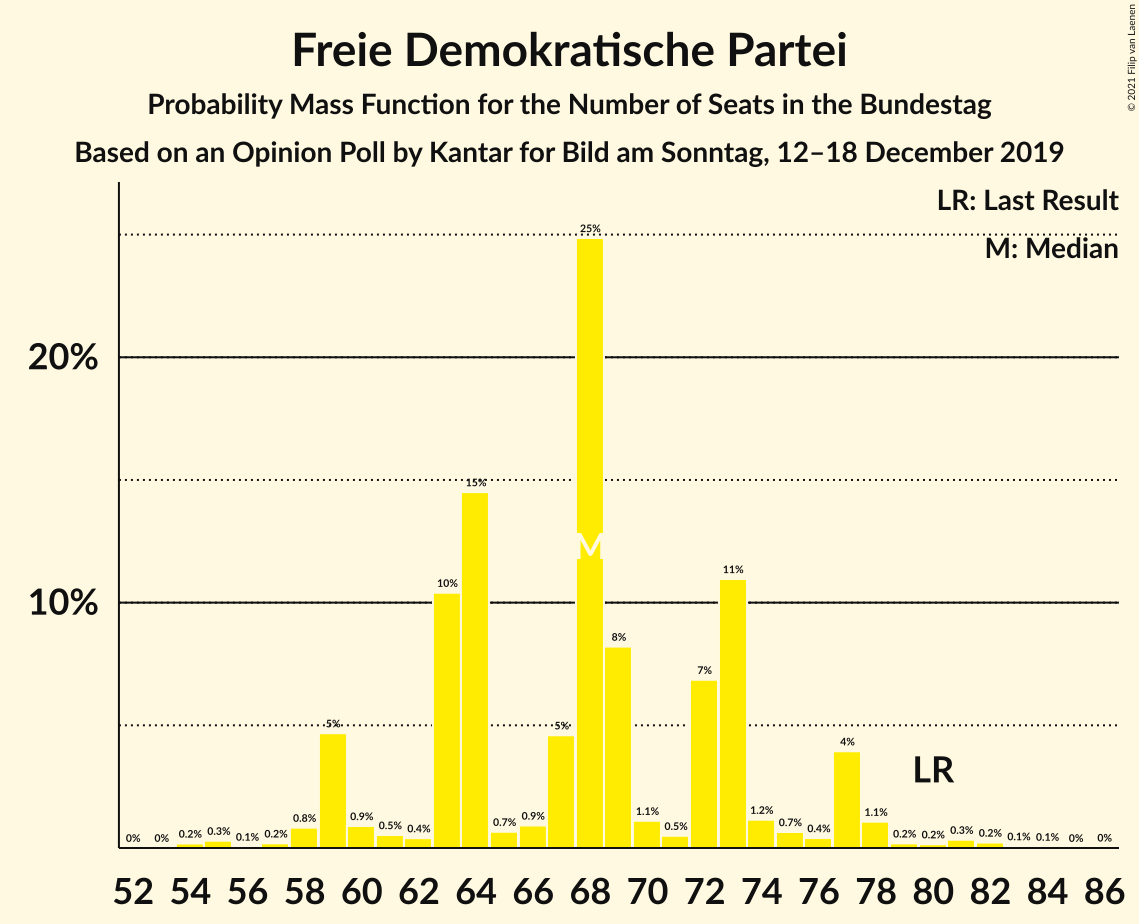 Freie Demokratische Partei
Probability Mass Function for the Number of Seats in the Bundestag
Based on an Opinion Poll by Kantar for Bild am Sonntag, 12–18 December 2019
© 2021 Filip van Laenen
LR: Last Result
M: Median
20%
10%
0% 0% 0.2% 0.3% 0.1% 0.2% 0.8% 5% 0.9% 0.5% 0.4% 10% 15% 0.7% 0.9% 5% 25% 8% 1.1% 0.5% 7% 11% 1.2% 0.7% 0.4% 4% 1.1% 0.2% 0.2% 0.3% 0.2% 0.1% 0.1% 0% 0%
M
LR
52 54 56 58 60 62 64 66 68 70 72 74 76 78 80 82 84 86